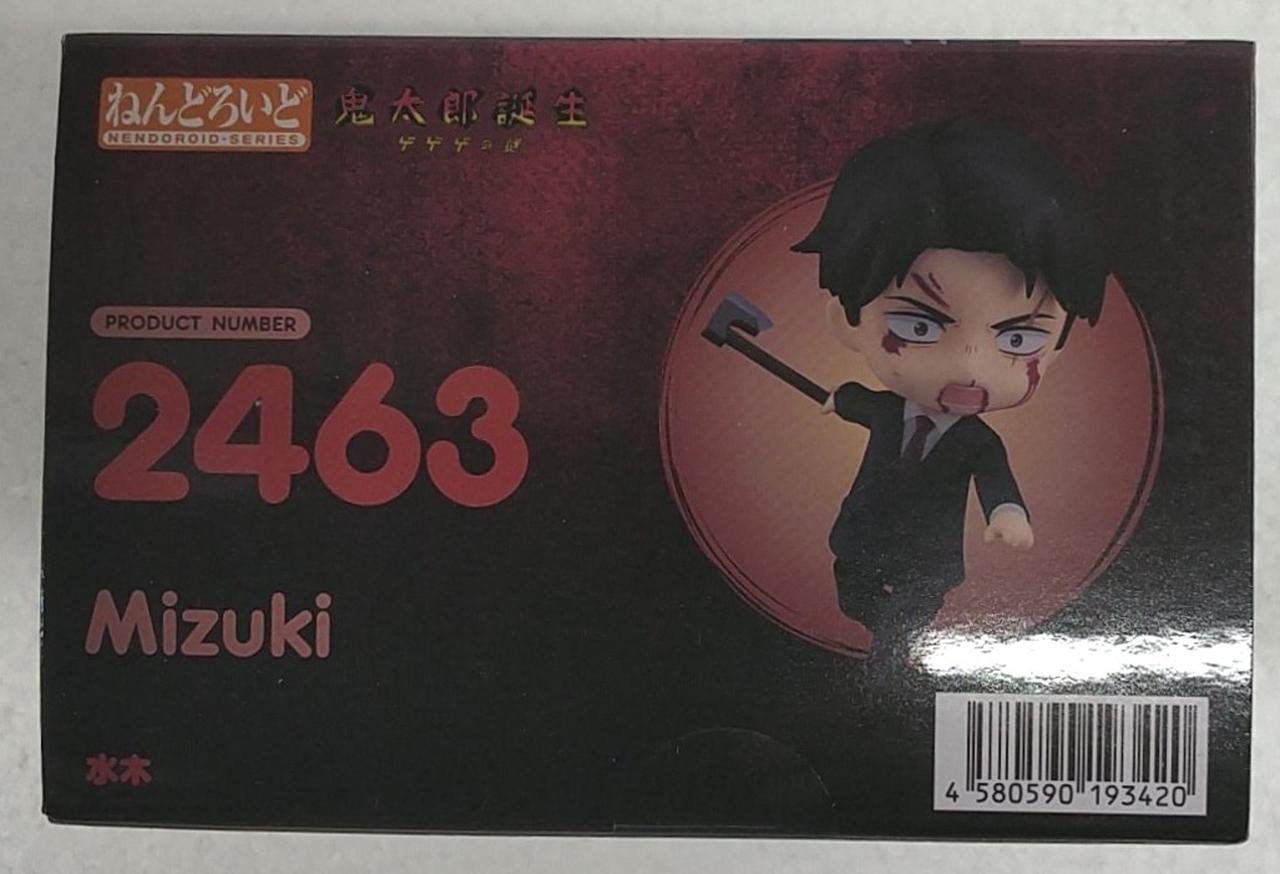 ねんどろいど
NENDOROID-SERIES
鬼太郎誕生
ゲゲゲの謎
PRODUCT NUMBER
2463
Mizuki
水木
4 580590 193420